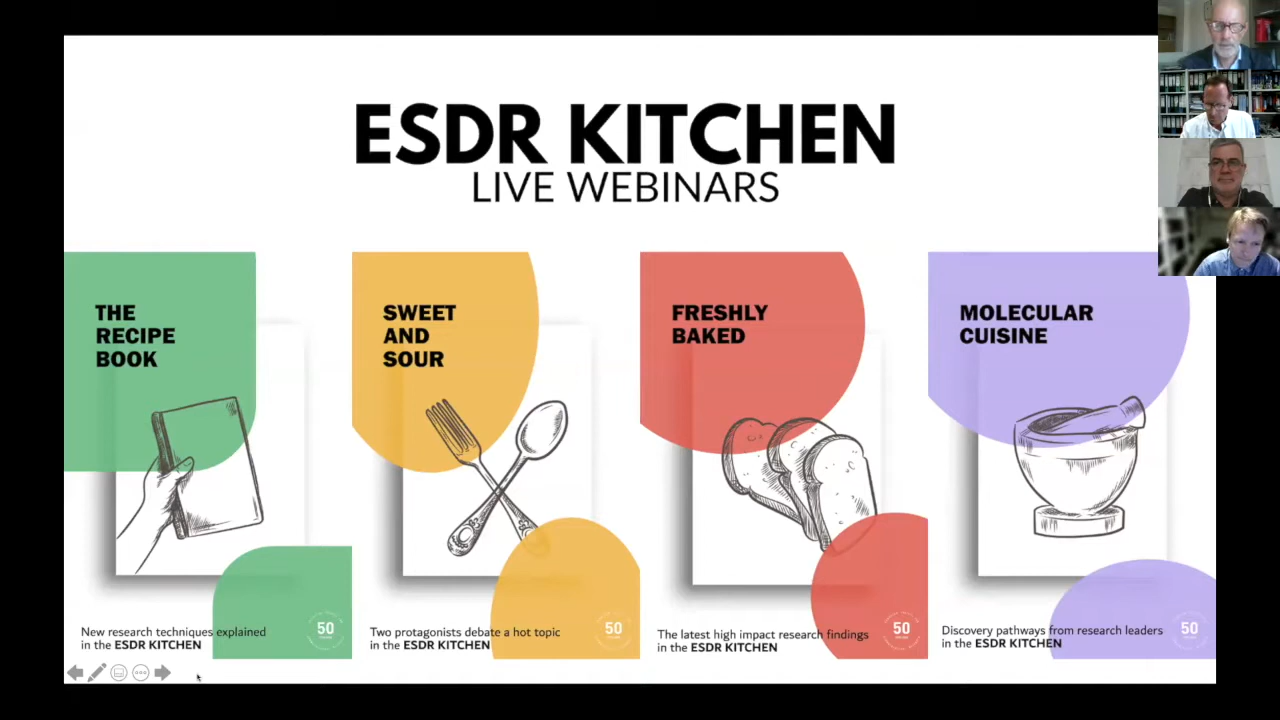 ESDR KITCHEN
LIVE WEBINARS
THE
RECIPE
BOOK
New research techniques explained
in the ESDR KITCHEN
50
SWEET
AND
SOUR
Two protagonists debate a hot topic
in the ESDR KITCHEN
50
FRESHLY
BAKED
The latest high impact research findings
in the ESDR KITCHEN
50
MOLECULAR
CUISINE
Discovery pathways from research leaders
in the ESDR KITCHEN
50